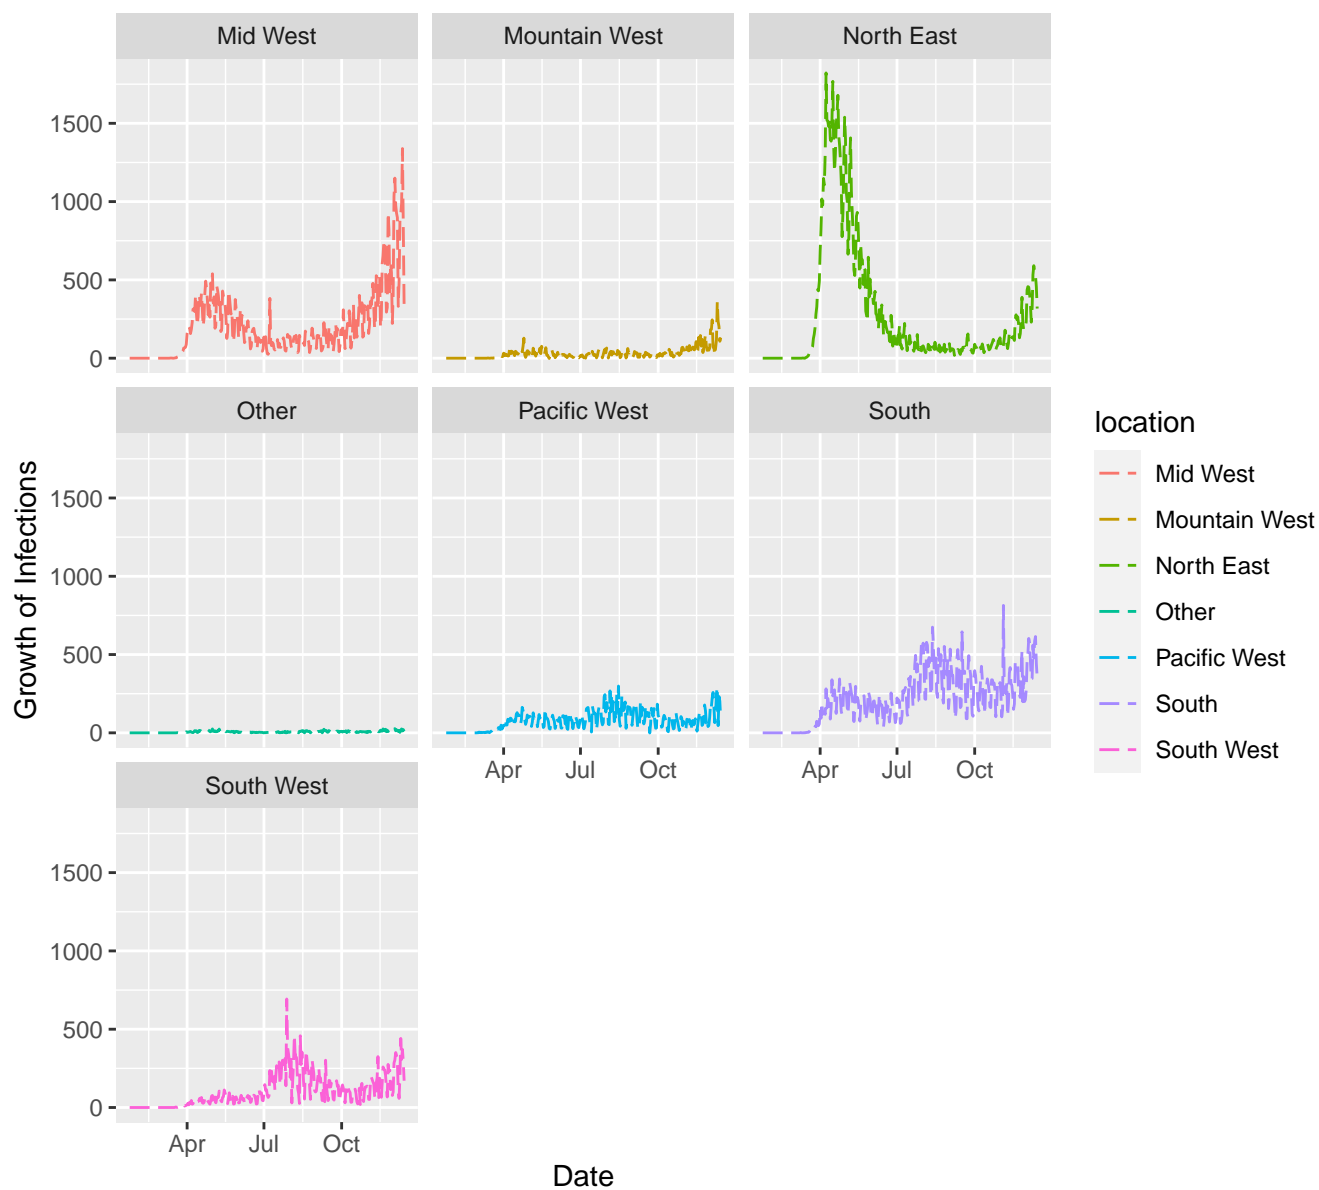 Mid West
Mountain West
North East
1500
1000
500
0
Other
Pacific West
South
1500
1000
500
0
Apr Jul Oct
Apr Jul Oct
South West
1500
1000
500
0
Apr Jul Oct
Growth of Infections
Date
location
Mid West
Mountain West
North East
Other
Pacific West
South
South West